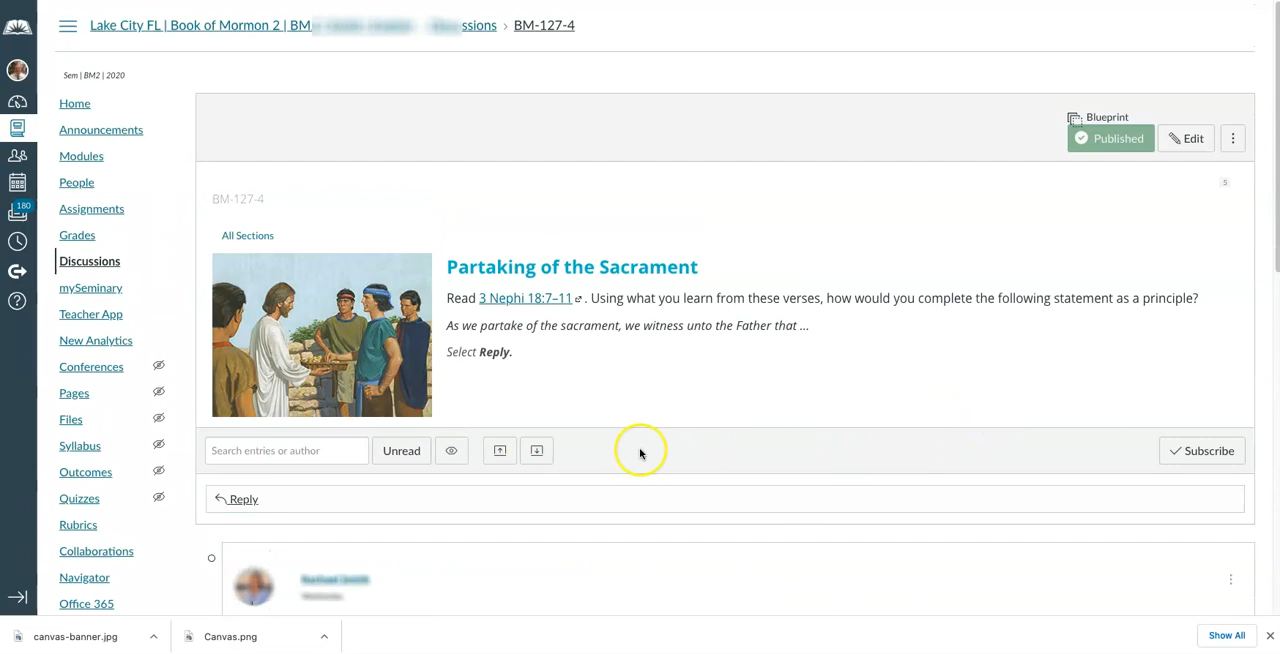 Lake City FL | Book of Mormon 2 | BM ssions › BM-127-4
Sem | BM2 | 2020
Home
Announcements
Modules
People
Assignments
Grades
Discussions
mySeminary
Teacher App
New Analytics
Conferences
Pages
Files
Syllabus
Outcomes
Quizzes
Rubrics
Collaborations
Navigator
Office 365
180
Blueprint
Published
Edit
BM-127-4
5
All Sections
Partaking of the Sacrament
Read 3 Nephi 18:7–11 . Using what you learn from these verses, how would you complete the following statement as a principle?
As we partake of the sacrament, we witness unto the Father that ...
Select Reply.
Search entries or author
Unread
Subscribe
Reply
canvas-banner.jpg
Canvas.png
Show All